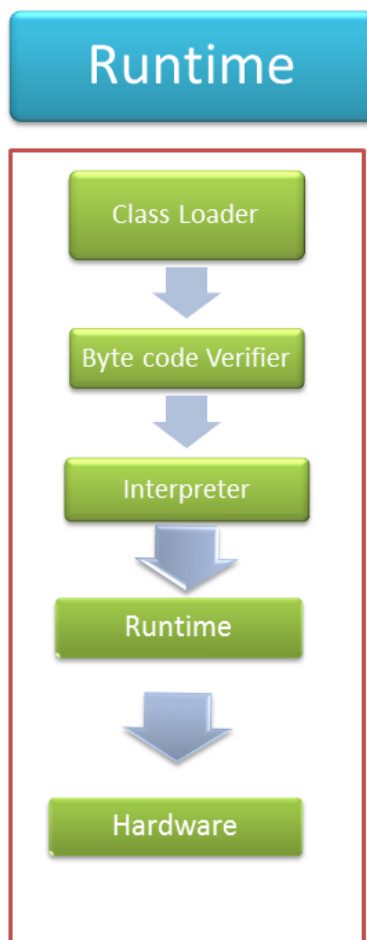 Runtime
Class Loader
Byte code Verifier
Interpreter
Runtime
Hardware